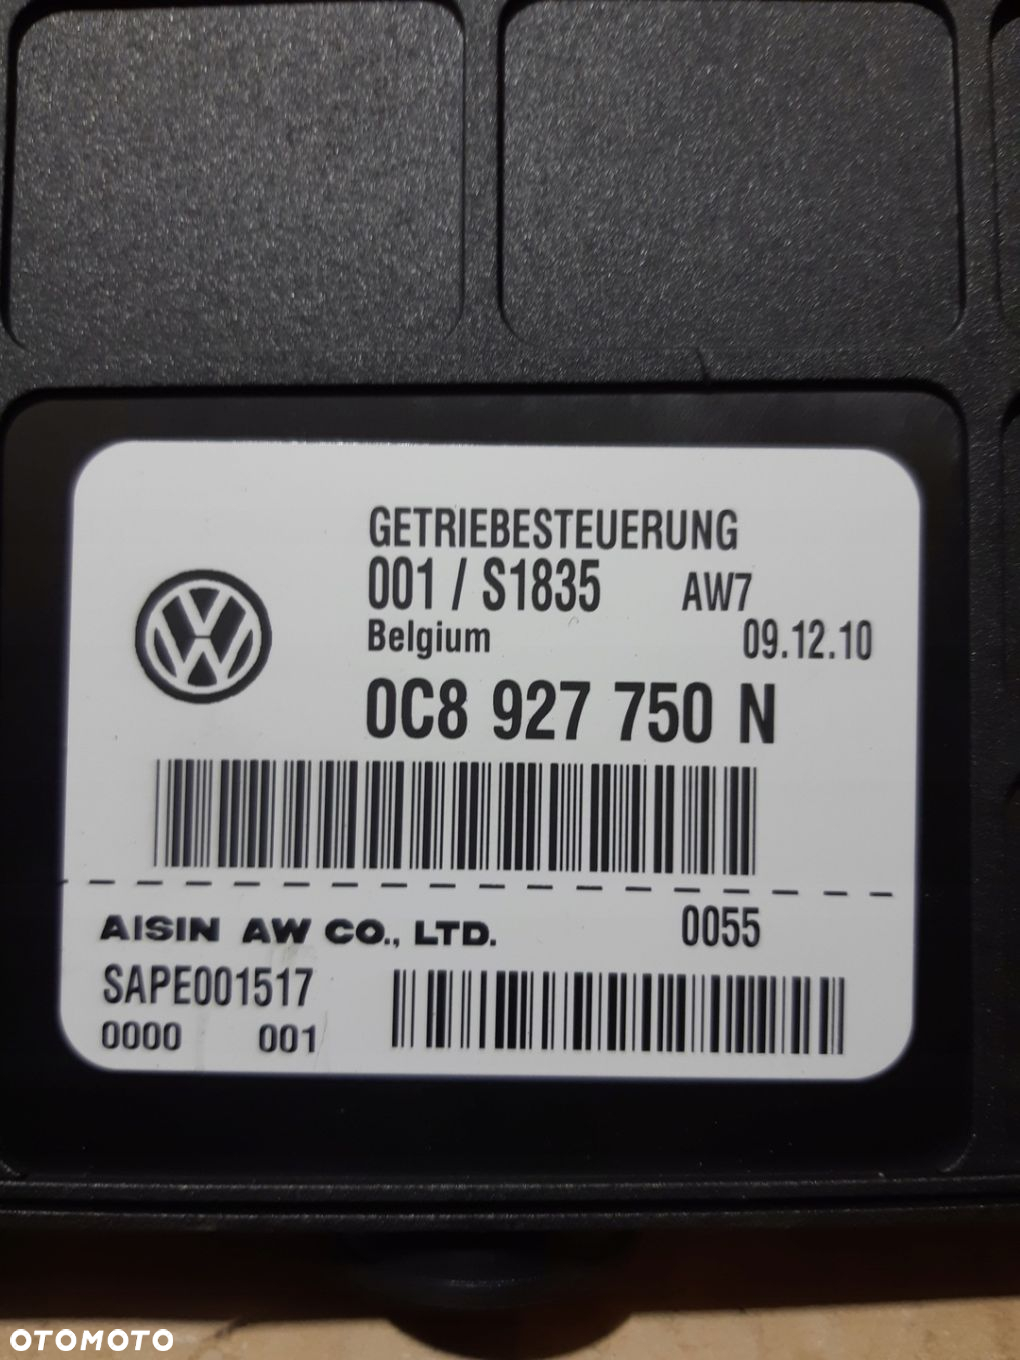 GETRIEBESTEUERUNG
001 / S1835 AW7
Belgium 09.12.10
0C8 927 750 N
AISIN AW CO., LTD. 0055
SAPE001517
0000 001
OTOMOTO